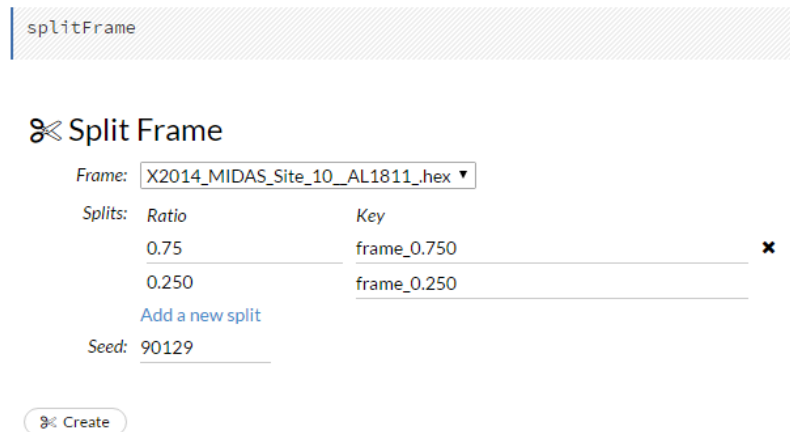 splitFrame
Split Frame
Frame: X2014_MIDAS_Site_10__AL1811_.hex
Splits: Ratio Key
0.75 frame_0.750
0.250 frame_0.250
Add a new split
Seed: 90129
Create